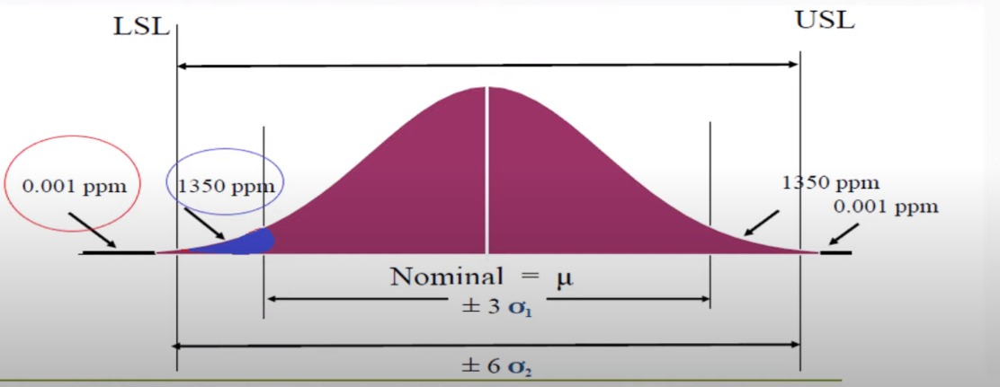 LSL
USL
0.001 ppm
1350 ppm
1350 ppm
0.001 ppm
Nominal = μ
± 3 σ₁
± 6 σ₂